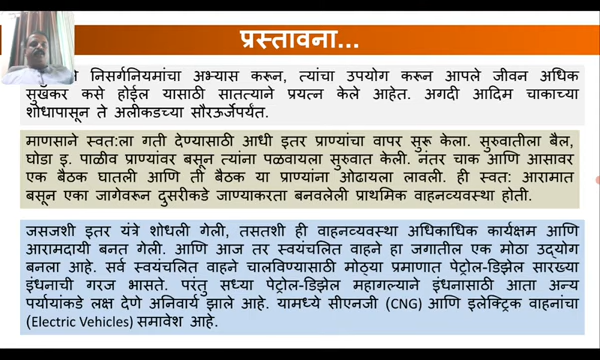 प्रस्तावना...
निसर्गनियमांचा अभ्यास करून, त्यांचा उपयोग करून आपले जीवन अधिक
सुखकर कसे होईल यासाठी सातत्याने प्रयत्न केले आहेत. अगदी आदिम चाकाच्या
शोधापासून ते अलीकडच्या सौरऊर्जेपर्यंत.
माणसाने स्वत:ला गती देण्यासाठी आधी इतर प्राण्यांचा वापर सुरू केला. सुरुवातीला बैल,
घोडा इ. पाळीव प्राण्यांवर बसून त्यांना पळवायला सुरुवात केली. नंतर चाक आणि आसावर
एक बैठक घातली आणि ती बैठक या प्राण्यांना ओढायला लावली. ही स्वत: आरामात
बसून एका जागेवरून दुसरीकडे जाण्याकरता बनवलेली प्राथमिक वाहनव्यवस्था होती.
जसजशी इतर यंत्रे शोधली गेली, तसतशी ही वाहनव्यवस्था अधिकाधिक कार्यक्षम आणि
आरामदायी बनत गेली. आणि आज तर स्वयंचलित वाहने हा जगातील एक मोठा उद्योग
बनला आहे. सर्व स्वयंचलित वाहने चालविण्यासाठी मोठ्या प्रमाणात पेट्रोल-डिझेल सारख्या
इंधनाची गरज भासते. परंतु सध्या पेट्रोल-डिझेल महागल्याने इंधनासाठी आता अन्य
पर्यायांकडे लक्ष देणे अनिवार्य झाले आहे. यामध्ये सीएनजी (CNG) आणि इलेक्ट्रिक वाहनांचा
(Electric Vehicles) समावेश आहे.